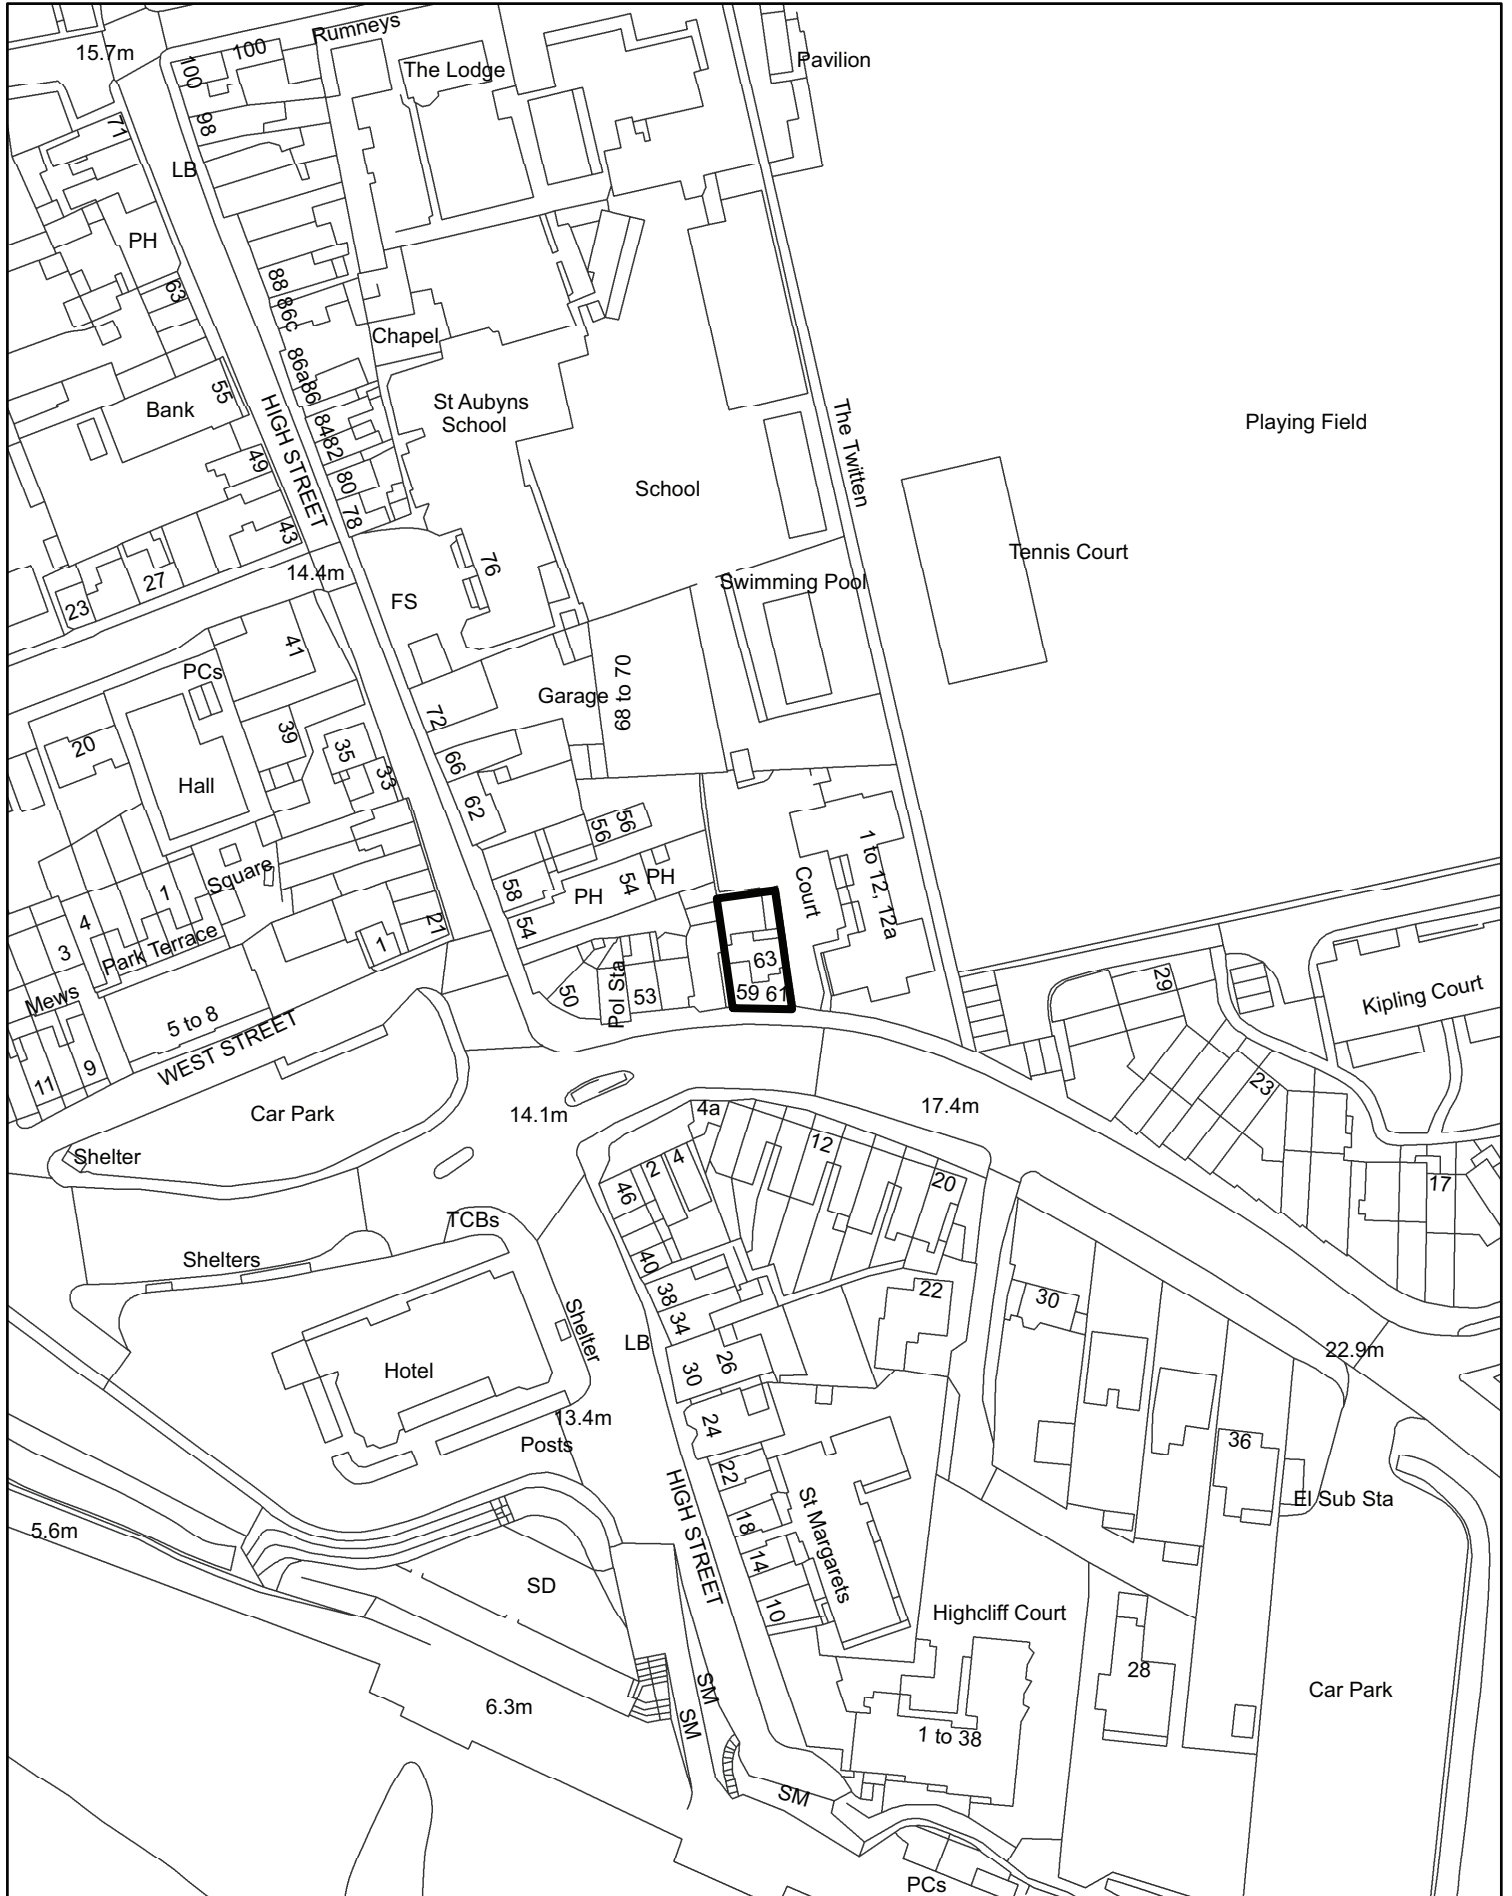 Rumneys
15.7m
100
100
The Lodge
Pavilion
98
71
LB
PH
88
63
86c
Chapel
86a
86
55
Bank
HIGH STREET
84
82
St Aubyns
School
The Twitten
Playing Field
49
80
School
78
43
76
Tennis Court
14.4m
27
23
FS
Swimming Pool
41
PCs
68 to 70
Garage
72
39
20
35
66
33
Hall
62
56
56
1 to 12, 12a
Square
58
PH
54
PH
Court
1
4
54
21
3
Park Terrace
1
63
29
Kipling Court
Mews
50
Pol Sta
53
59
61
5 to 8
WEST STREET
11
9
23
Car Park
14.1m
4a
17.4m
12
Shelter
2
4
46
20
17
TCBs
Shelters
40
38
22
30
34
Shelter
LB
22.9m
Hotel
30
26
13.4m
24
Posts
36
22
HIGH STREET
El Sub Sta
5.6m
18
St Margarets
14
SD
10
Highcliff Court
28
SM
Car Park
6.3m
SM
1 to 38
SM
PCs